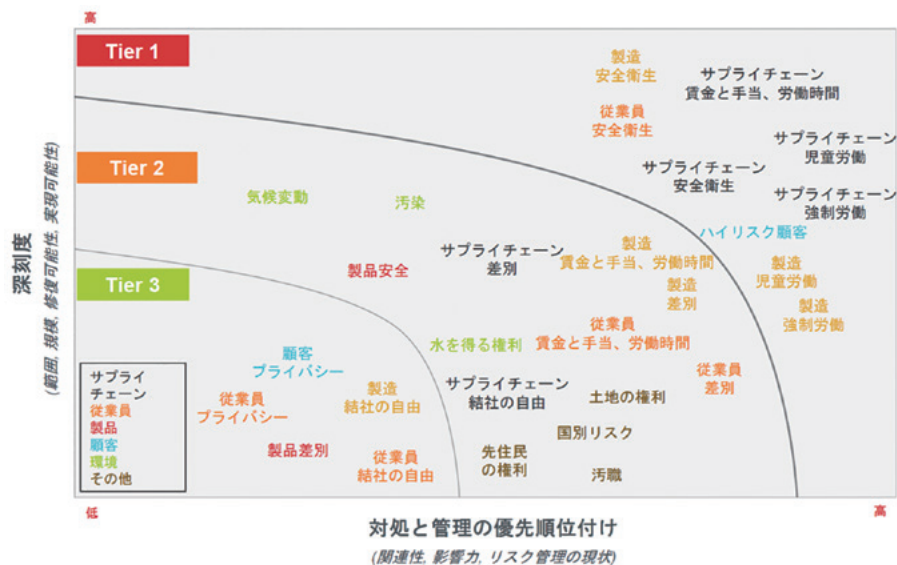 高
Tier 1
製造
安全衛生
サプライチェーン
賃金と手当、労働時間
従業員
安全衛生
サプライチェーン
児童労働
Tier 2
サプライチェーン
安全衛生
気候変動
汚染
サプライチェーン
強制労働
ハイリスク顧客
サプライチェーン
差別
製造
賃金と手当、労働時間
製品安全
製造
児童労働
Tier 3
製造
差別
製造
強制労働
従業員
賃金と手当、労働時間
水を得る権利
顧客
プライバシー
従業員
差別
サプライチェーン
結社の自由
土地の権利
製造
結社の自由
従業員
プライバシー
国別リスク
製品差別
従業員
結社の自由
先住民
の権利
汚職
サプライ
チェーン
従業員
製品
顧客
環境
その他
深刻度
(範囲, 規模, 修復可能性, 実現可能性)
低
高
対処と管理の優先順位付け
(関連性, 影響力, リスク管理の現状)